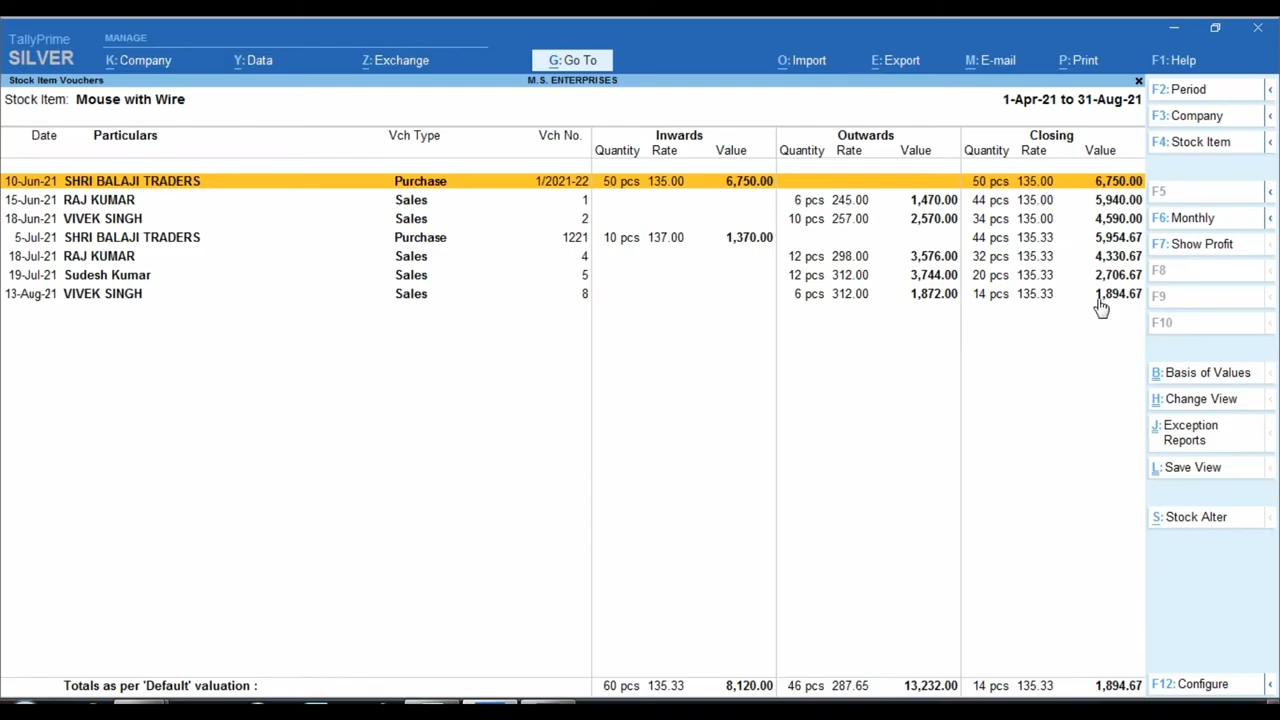 TallyPrime
SILVER
MANAGE
K: Company Y: Data Z: Exchange G: Go To O: Import E: Export M: E-mail P: Print F1: Help
Stock Item Vouchers M.S. ENTERPRISES
Stock Item: Mouse with Wire 1-Apr-21 to 31-Aug-21
Date Particulars Vch Type Vch No. Inwards Outwards Closing
Quantity Rate Value Quantity Rate Value Quantity Rate Value
10-Jun-21 SHRI BALAJI TRADERS Purchase 1/2021-22 50 pcs 135.00 6,750.00 50 pcs 135.00 6,750.00
15-Jun-21 RAJ KUMAR Sales 1 6 pcs 245.00 1,470.00 44 pcs 135.00 5,940.00
18-Jun-21 VIVEK SINGH Sales 2 10 pcs 257.00 2,570.00 34 pcs 135.00 4,590.00
5-Jul-21 SHRI BALAJI TRADERS Purchase 1221 10 pcs 137.00 1,370.00 44 pcs 135.33 5,954.67
18-Jul-21 RAJ KUMAR Sales 4 12 pcs 298.00 3,576.00 32 pcs 135.33 4,330.67
19-Jul-21 Sudesh Kumar Sales 5 12 pcs 312.00 3,744.00 20 pcs 135.33 2,706.67
13-Aug-21 VIVEK SINGH Sales 8 6 pcs 312.00 1,872.00 14 pcs 135.33 1,894.67
Totals as per 'Default' valuation : 60 pcs 135.33 8,120.00 46 pcs 287.65 13,232.00 14 pcs 135.33 1,894.67
F2: Period
F3: Company
F4: Stock Item
F5
F6: Monthly
F7: Show Profit
F8
F9
F10
B: Basis of Values
H: Change View
J: Exception
Reports
L: Save View
S: Stock Alter
F12: Configure